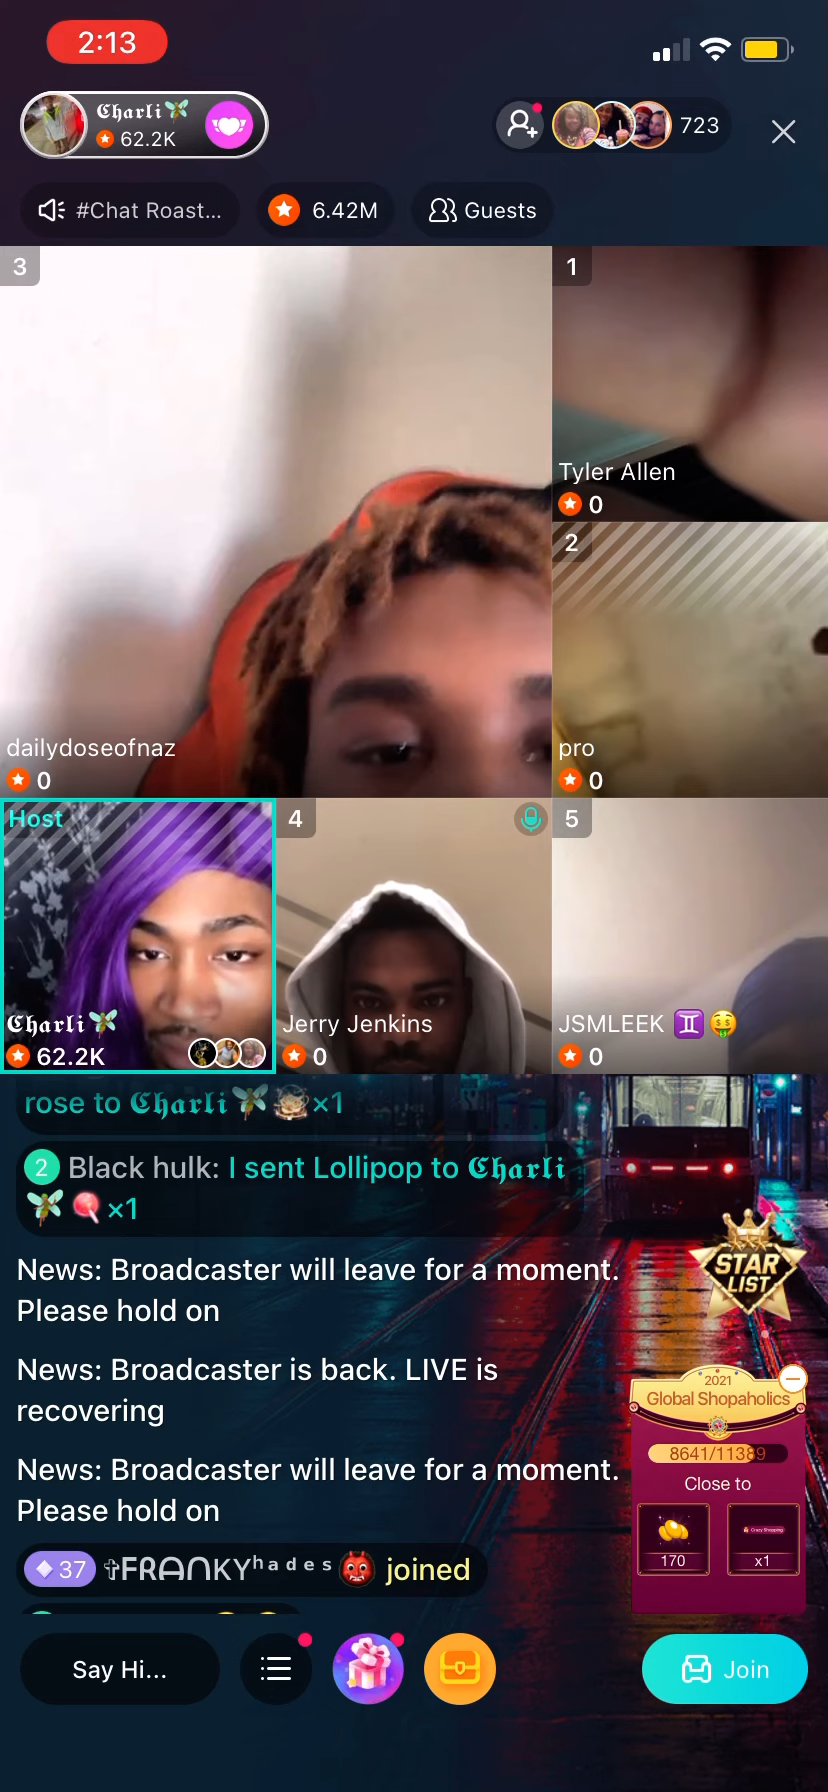 2:13
𝕮𝖍𝖆𝖗𝖑𝖎
62.2K
723
#Chat Roast...
6.42M
Guests
3
1
Tyler Allen
0
2
dailydoseofnaz
0
pro
0
Host
4
5
𝕮𝖍𝖆𝖗𝖑𝖎
62.2K
Jerry Jenkins
0
JSMLEEK ♊🤑
0
rose to 𝕮𝖍𝖆𝖗𝖑𝖎 ×1
2 Black hulk: I sent Lollipop to 𝕮𝖍𝖆𝖗𝖑𝖎
🍭 ×1
News: Broadcaster will leave for a moment.
Please hold on
STAR
LIST
News: Broadcaster is back. LIVE is
recovering
2021
Global Shopaholics
8641/11389
News: Broadcaster will leave for a moment.
Please hold on
Close to
Crazy Shopping
170
x1
37 ✞FRANKYʰᵃᵈᵉˢ👹 joined
Say Hi...
Join